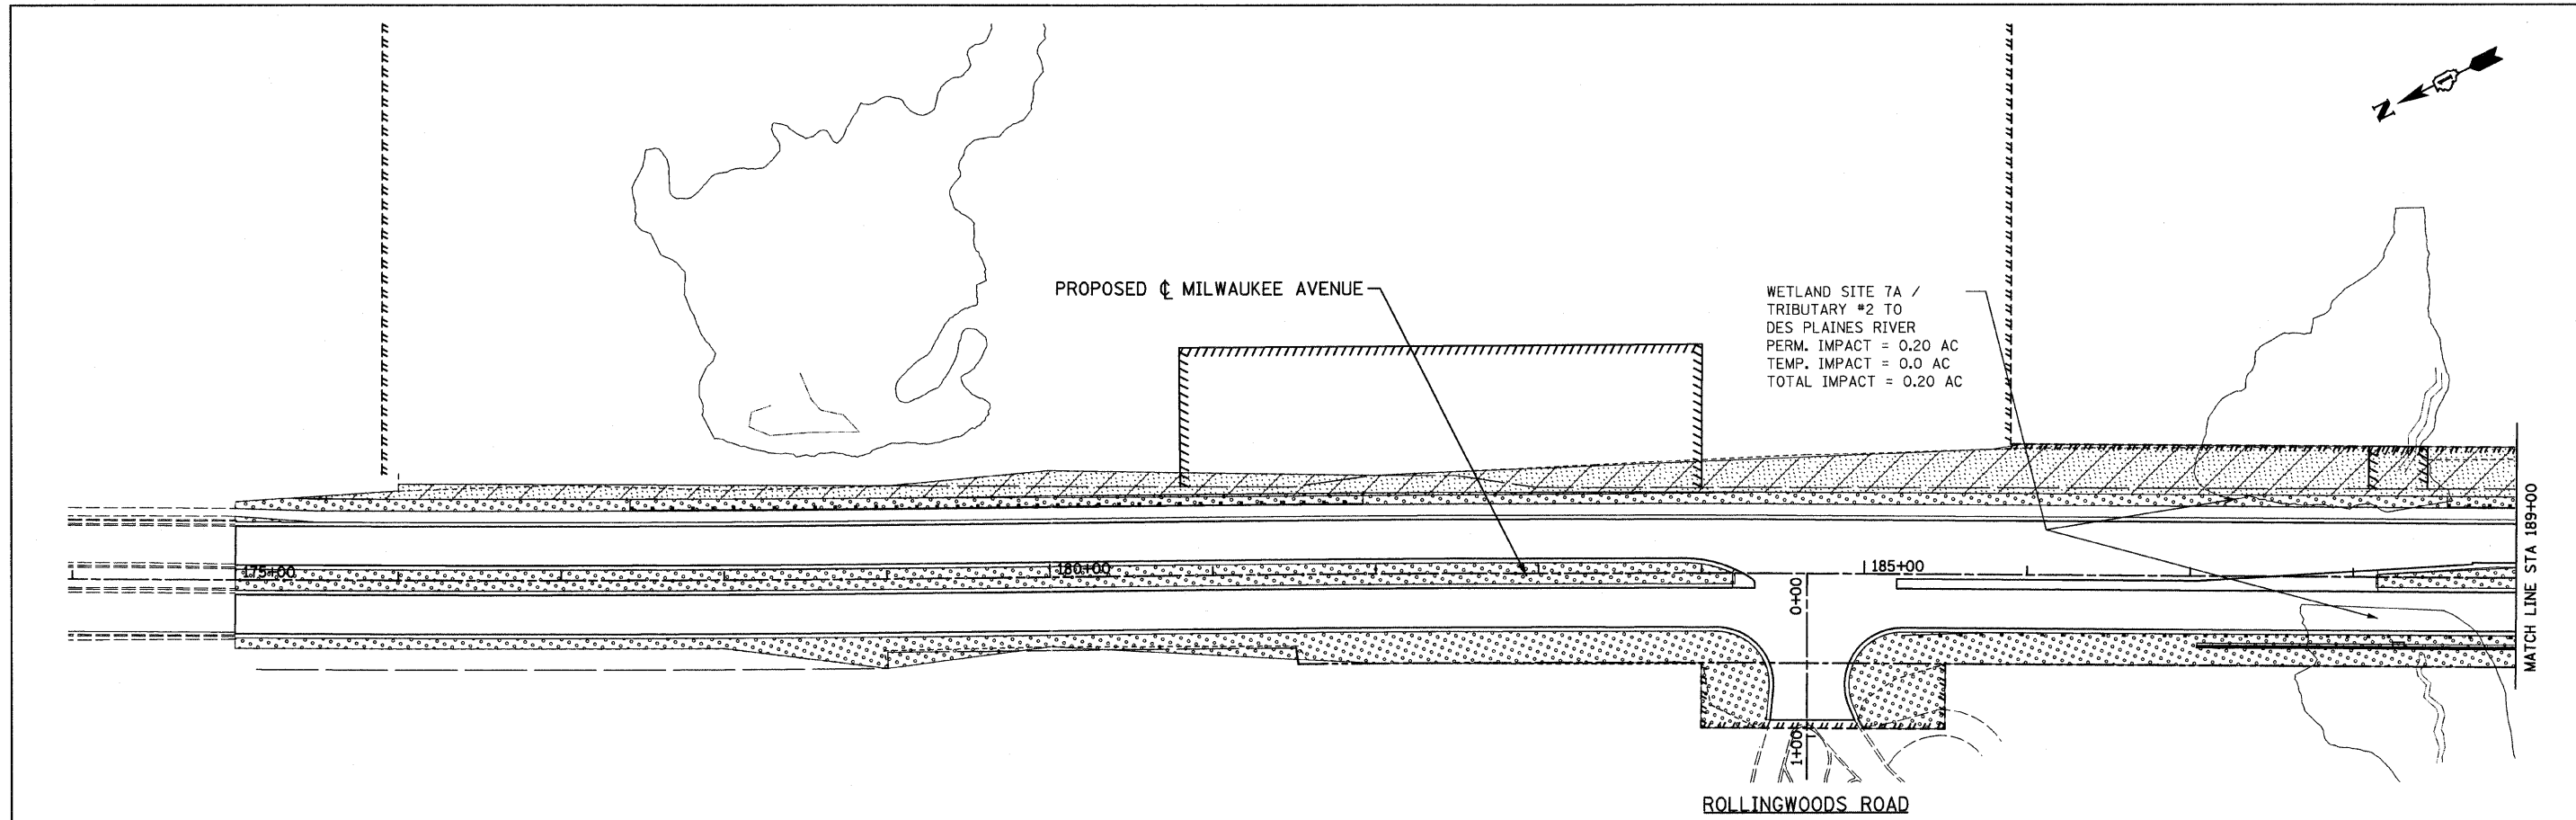 N
PROPOSED ℄ MILWAUKEE AVENUE
WETLAND SITE 7A /
TRIBUTARY #2 TO
DES PLAINES RIVER
PERM. IMPACT = 0.20 AC
TEMP. IMPACT = 0.0 AC
TOTAL IMPACT = 0.20 AC
175+00
180+00
185+00
0+00
1+00
MATCH LINE STA 189+00
ROLLINGWOODS ROAD